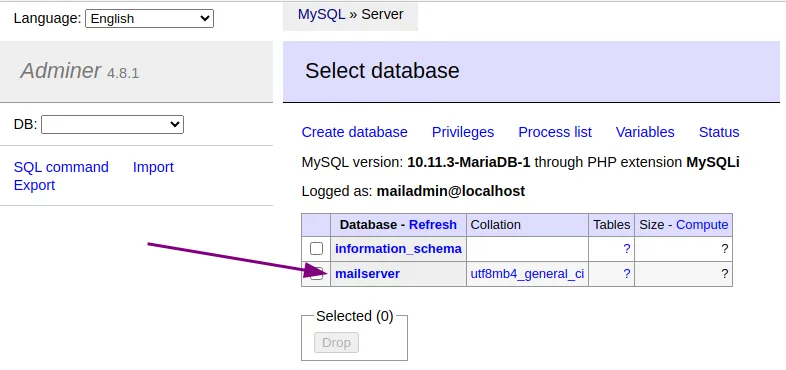 Language: English
MySQL » Server
Adminer 4.8.1
Select database
DB:
Create database Privileges Process list Variables Status
SQL command Import
Export
MySQL version: 10.11.3-MariaDB-1 through PHP extension MySQLi
Logged as: mailadmin@localhost
Database - Refresh Collation Tables Size - Compute
information_schema ? ?
mailserver utf8mb4_general_ci ? ?
Selected (0)
Drop